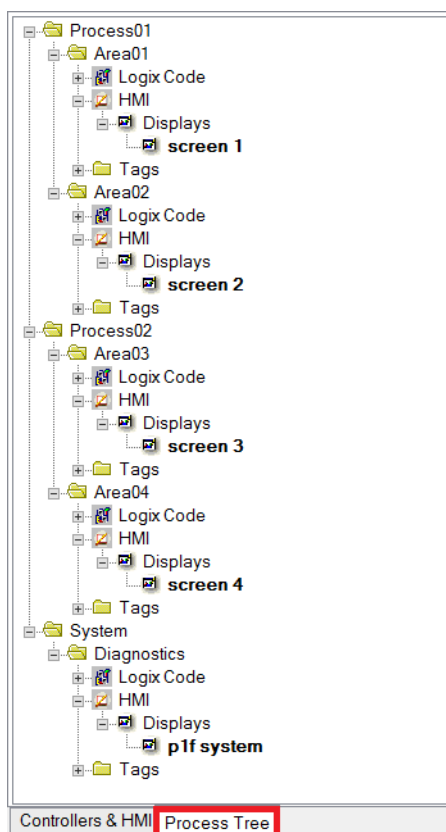 Process01
Area01
Logix Code
HMI
Displays
screen 1
Tags
Area02
Logix Code
HMI
Displays
screen 2
Tags
Process02
Area03
Logix Code
HMI
Displays
screen 3
Tags
Area04
Logix Code
HMI
Displays
screen 4
Tags
System
Diagnostics
Logix Code
HMI
Displays
p1f system
Tags
Controllers & HMI Process Tree